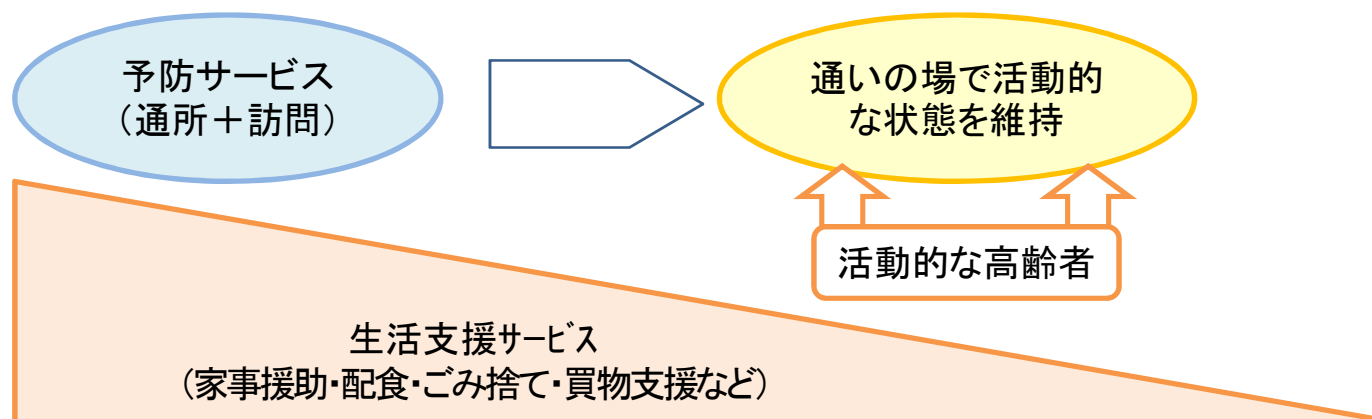 予防サービス
（通所＋訪問）
通いの場で活動的
な状態を維持
活動的な高齢者
生活支援ｻｰﾋﾞｽ
（家事援助・配食・ごみ捨て・買物支援など）